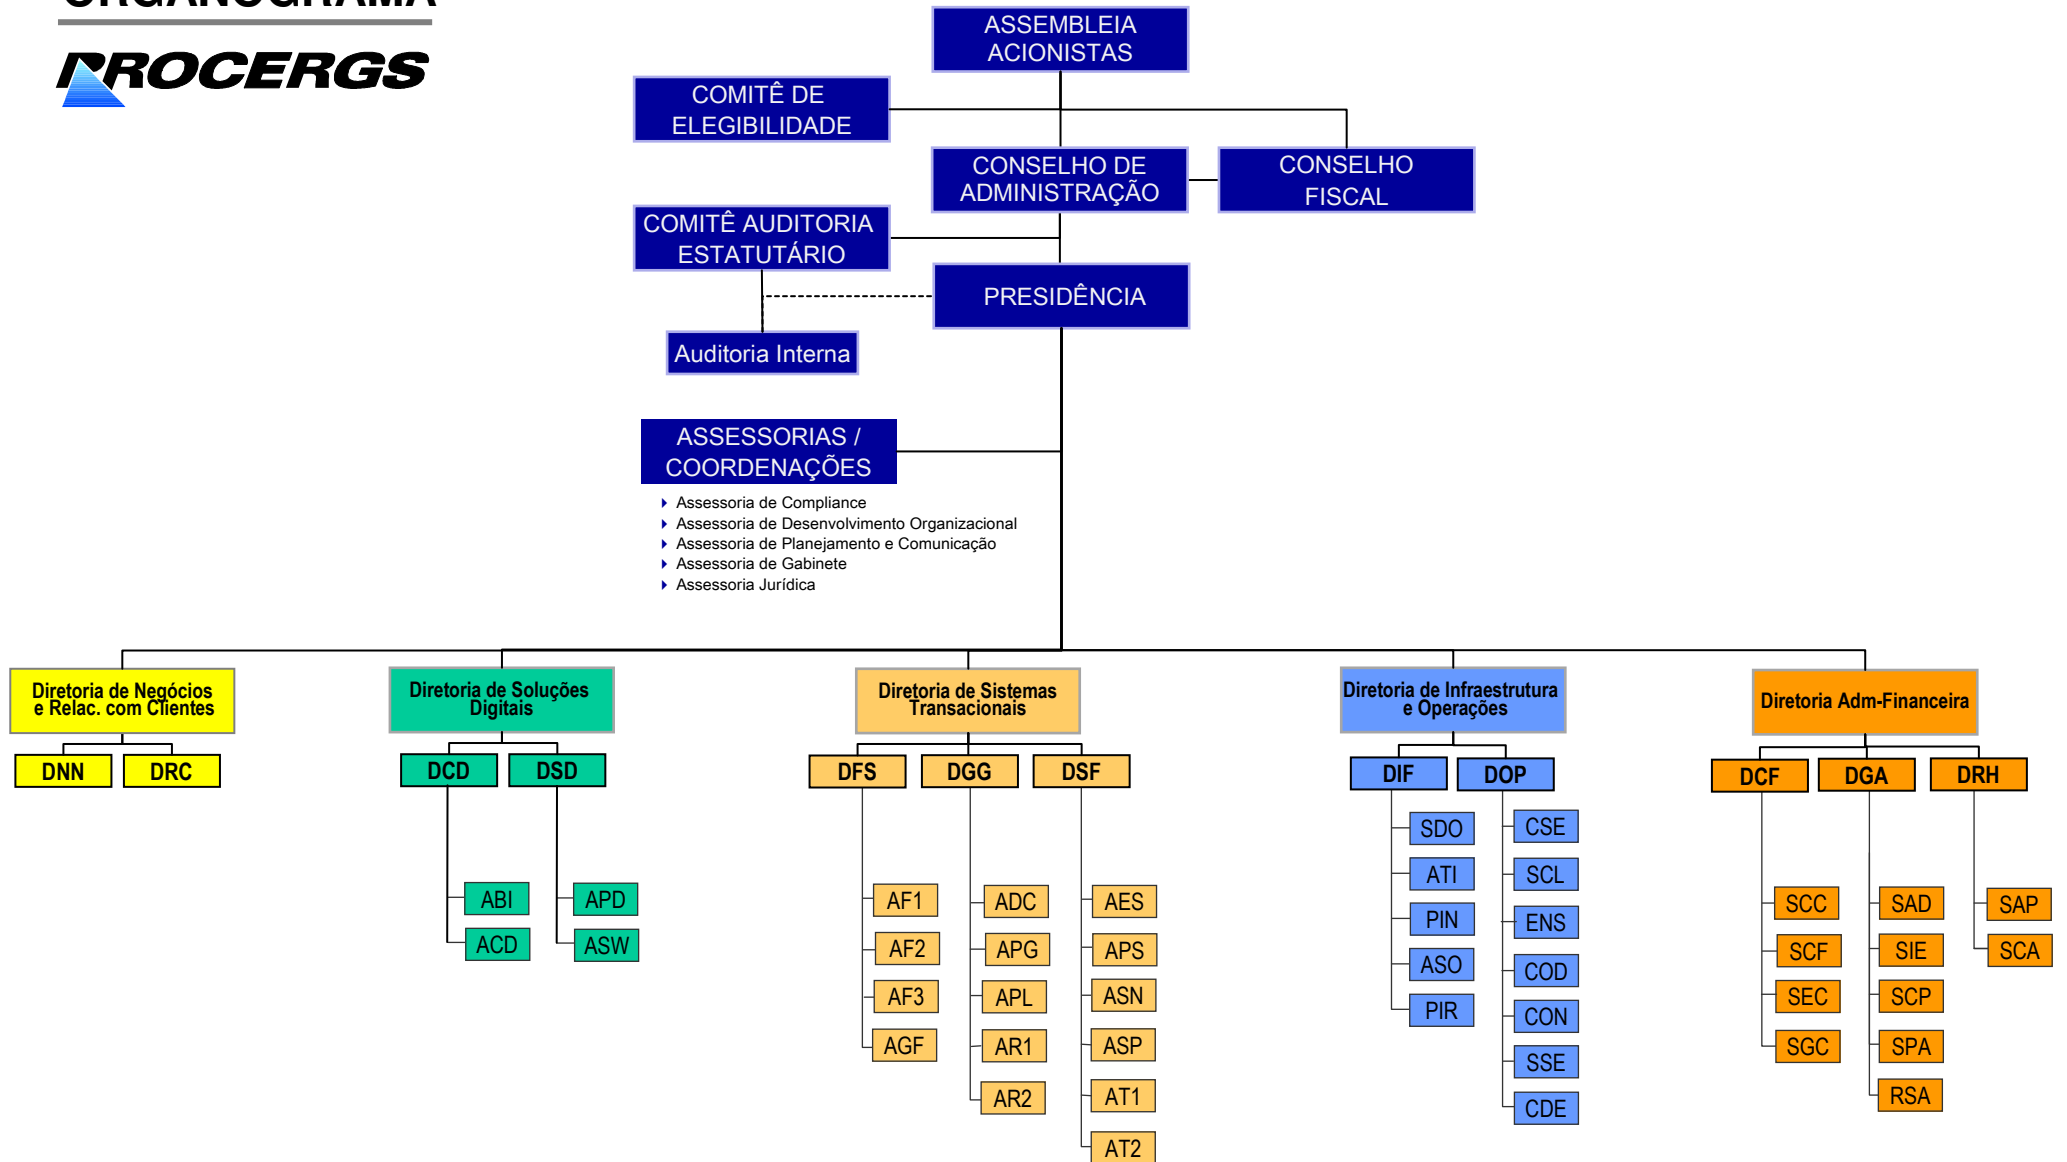 ORGANOGRAMA
PROCERGS
ASSEMBLEIA
ACIONISTAS
COMITÊ DE
ELEGIBILIDADE
CONSELHO DE
ADMINISTRAÇÃO
CONSELHO
FISCAL
COMITÊ AUDITORIA
ESTATUTÁRIO
PRESIDÊNCIA
Auditoria Interna
ASSESSORIAS /
COORDENAÇÕES
Assessoria de Compliance
Assessoria de Desenvolvimento Organizacional
Assessoria de Planejamento e Comunicação
Assessoria de Gabinete
Assessoria Jurídica
Diretoria de Negócios
e Relac. com Clientes
DNN
DRC
Diretoria de Soluções
Digitais
DCD
DSD
ABI
ACD
APD
ASW
Diretoria de Sistemas
Transacionais
DFS
DGG
DSF
AF1
AF2
AF3
AGF
ADC
APG
APL
AR1
AR2
AES
APS
ASN
ASP
AT1
AT2
Diretoria de Infraestrutura
e Operações
DIF
DOP
SDO
ATI
PIN
ASO
PIR
CSE
SCL
ENS
COD
CON
SSE
CDE
Diretoria Adm-Financeira
DCF
DGA
DRH
SCC
SCF
SEC
SGC
SAD
SIE
SCP
SPA
RSA
SAP
SCA